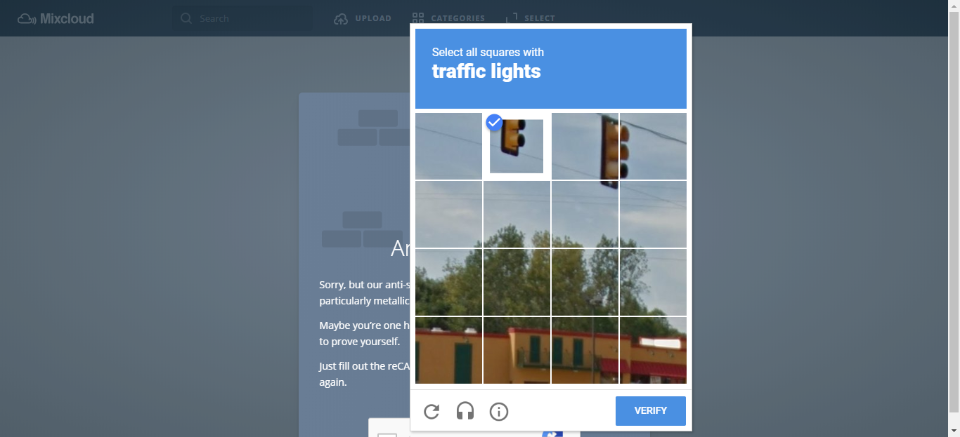 Mixcloud
Search
UPLOAD
CATEGORIES
SELECT
Select all squares with
traffic lights
Sorry, but our anti-s
particularly metallic
Maybe you're one h
to prove yourself.
Just fill out the reCA
again.
VERIFY